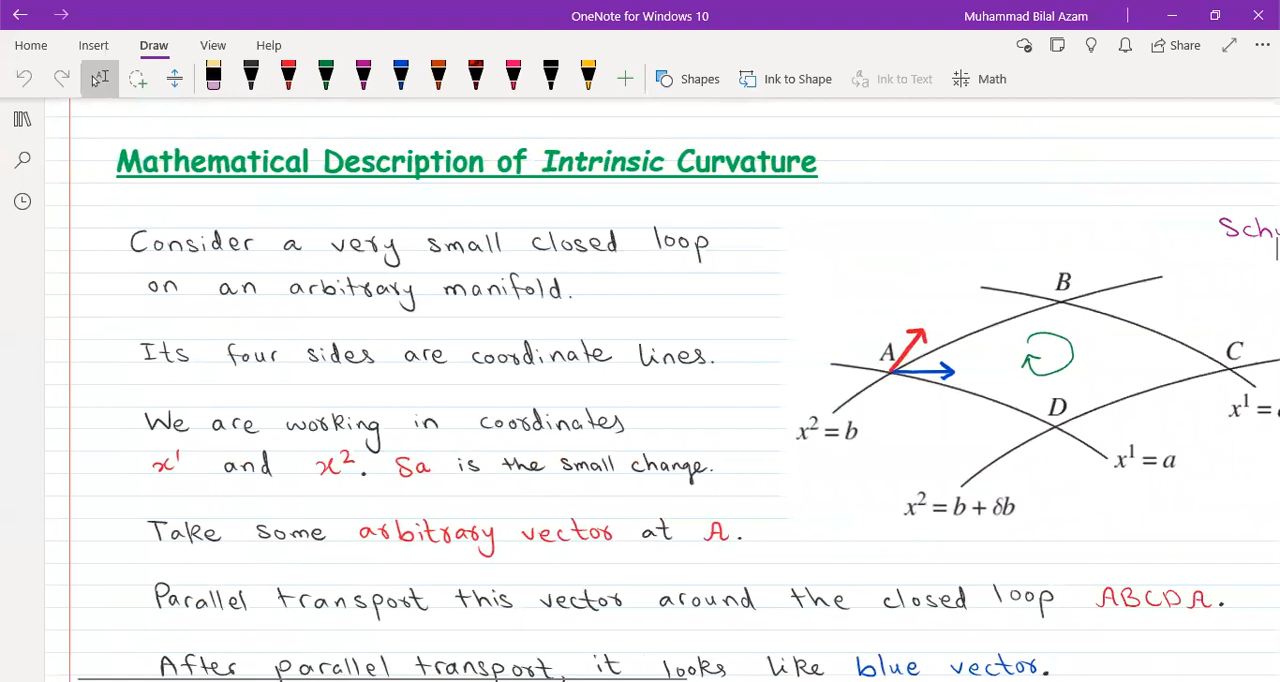 OneNote for Windows 10
Muhammad Bilal Azam
Home Insert Draw View Help
Share
Shapes
Ink to Shape
Ink to Text
Math
Mathematical Description of Intrinsic Curvature
Consider a very small closed loop
on an arbitrary manifold.
Its four sides are coordinate lines.
We are working in coordinates
x¹ and x². δa is the small change.
Take some arbitrary vector at A.
Parallel transport this vector around the closed loop ABCDA.
After parallel transport, it looks like blue vector.
B
A
C
D
x¹ =
x² = b
x¹ = a
x² = b + δb